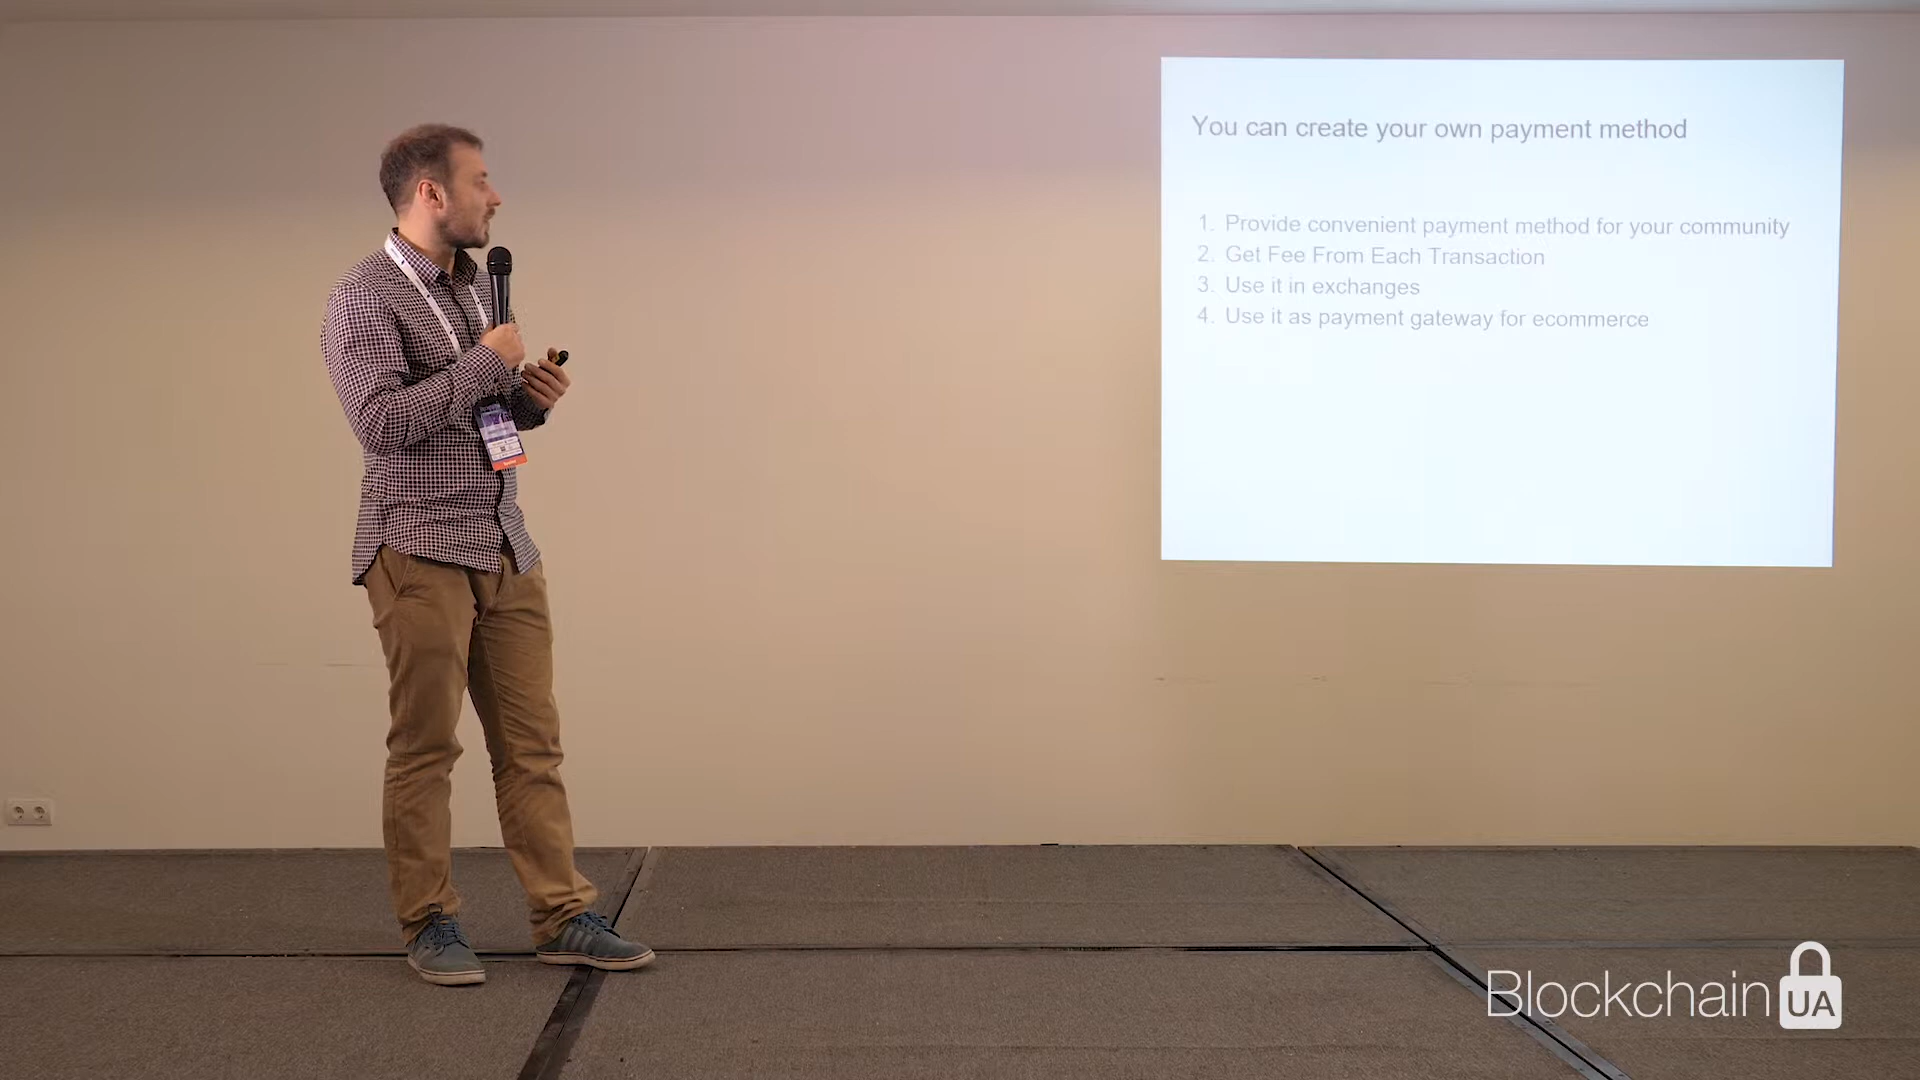 You can create your own payment method
1. Provide convenient payment method for your community
2. Get Fee From Each Transaction
3. Use it in exchanges
4. Use it as payment gateway for ecommerce
Blockchain UA